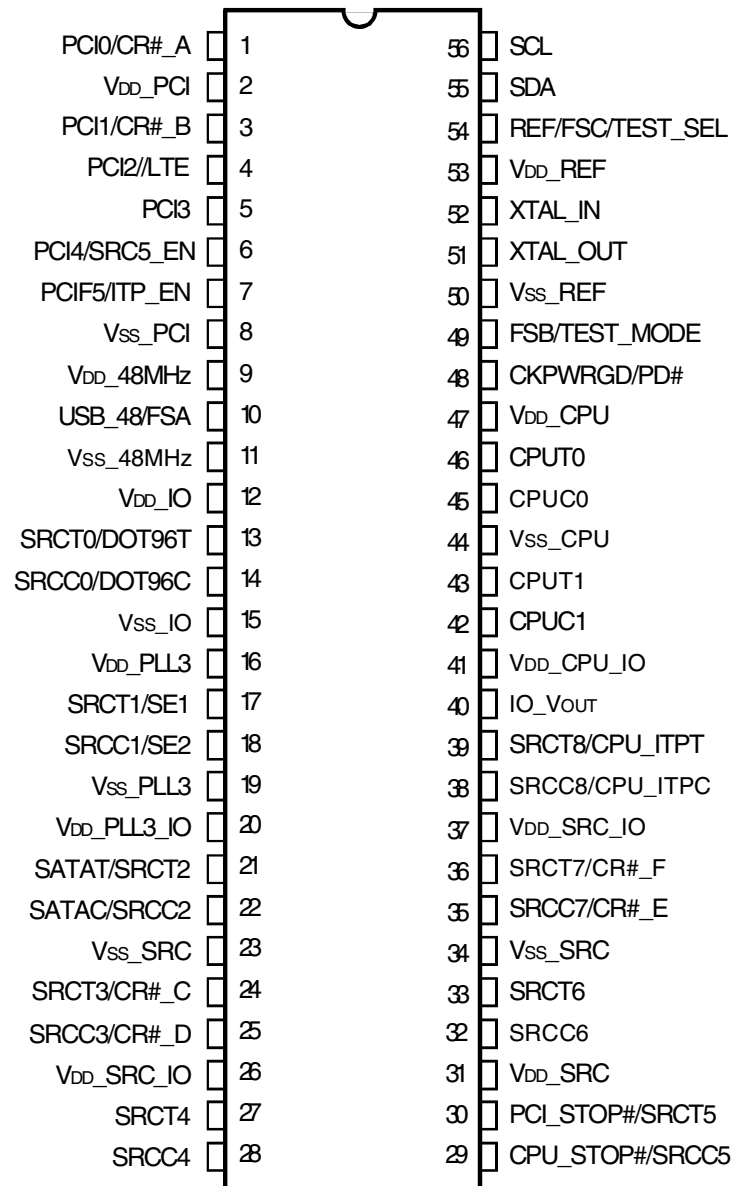 PCI0/CR#_A 1 56 SCL
VDD_PCI 2 55 SDA
PCI1/CR#_B 3 54 REF/FSC/TEST_SEL
PCI2//LTE 4 53 VDD_REF
PCI3 5 52 XTAL_IN
PCI4/SRC5_EN 6 51 XTAL_OUT
PCIF5/ITP_EN 7 50 VSS_REF
VSS_PCI 8 49 FSB/TEST_MODE
VDD_48MHz 9 48 CKPWRGD/PD#
USB_48/FSA 10 47 VDD_CPU
VSS_48MHz 11 46 CPUT0
VDD_IO 12 45 CPUC0
SRCT0/DOT96T 13 44 VSS_CPU
SRCC0/DOT96C 14 43 CPUT1
VSS_IO 15 42 CPUC1
VDD_PLL3 16 41 VDD_CPU_IO
SRCT1/SE1 17 40 IO_VOUT
SRCC1/SE2 18 39 SRCT8/CPU_ITPT
VSS_PLL3 19 38 SRCC8/CPU_ITPC
VDD_PLL3_IO 20 37 VDD_SRC_IO
SATAT/SRCT2 21 36 SRCT7/CR#_F
SATAC/SRCC2 22 35 SRCC7/CR#_E
VSS_SRC 23 34 VSS_SRC
SRCT3/CR#_C 24 33 SRCT6
SRCC3/CR#_D 25 32 SRCC6
VDD_SRC_IO 26 31 VDD_SRC
SRCT4 27 30 PCI_STOP#/SRCT5
SRCC4 28 29 CPU_STOP#/SRCC5